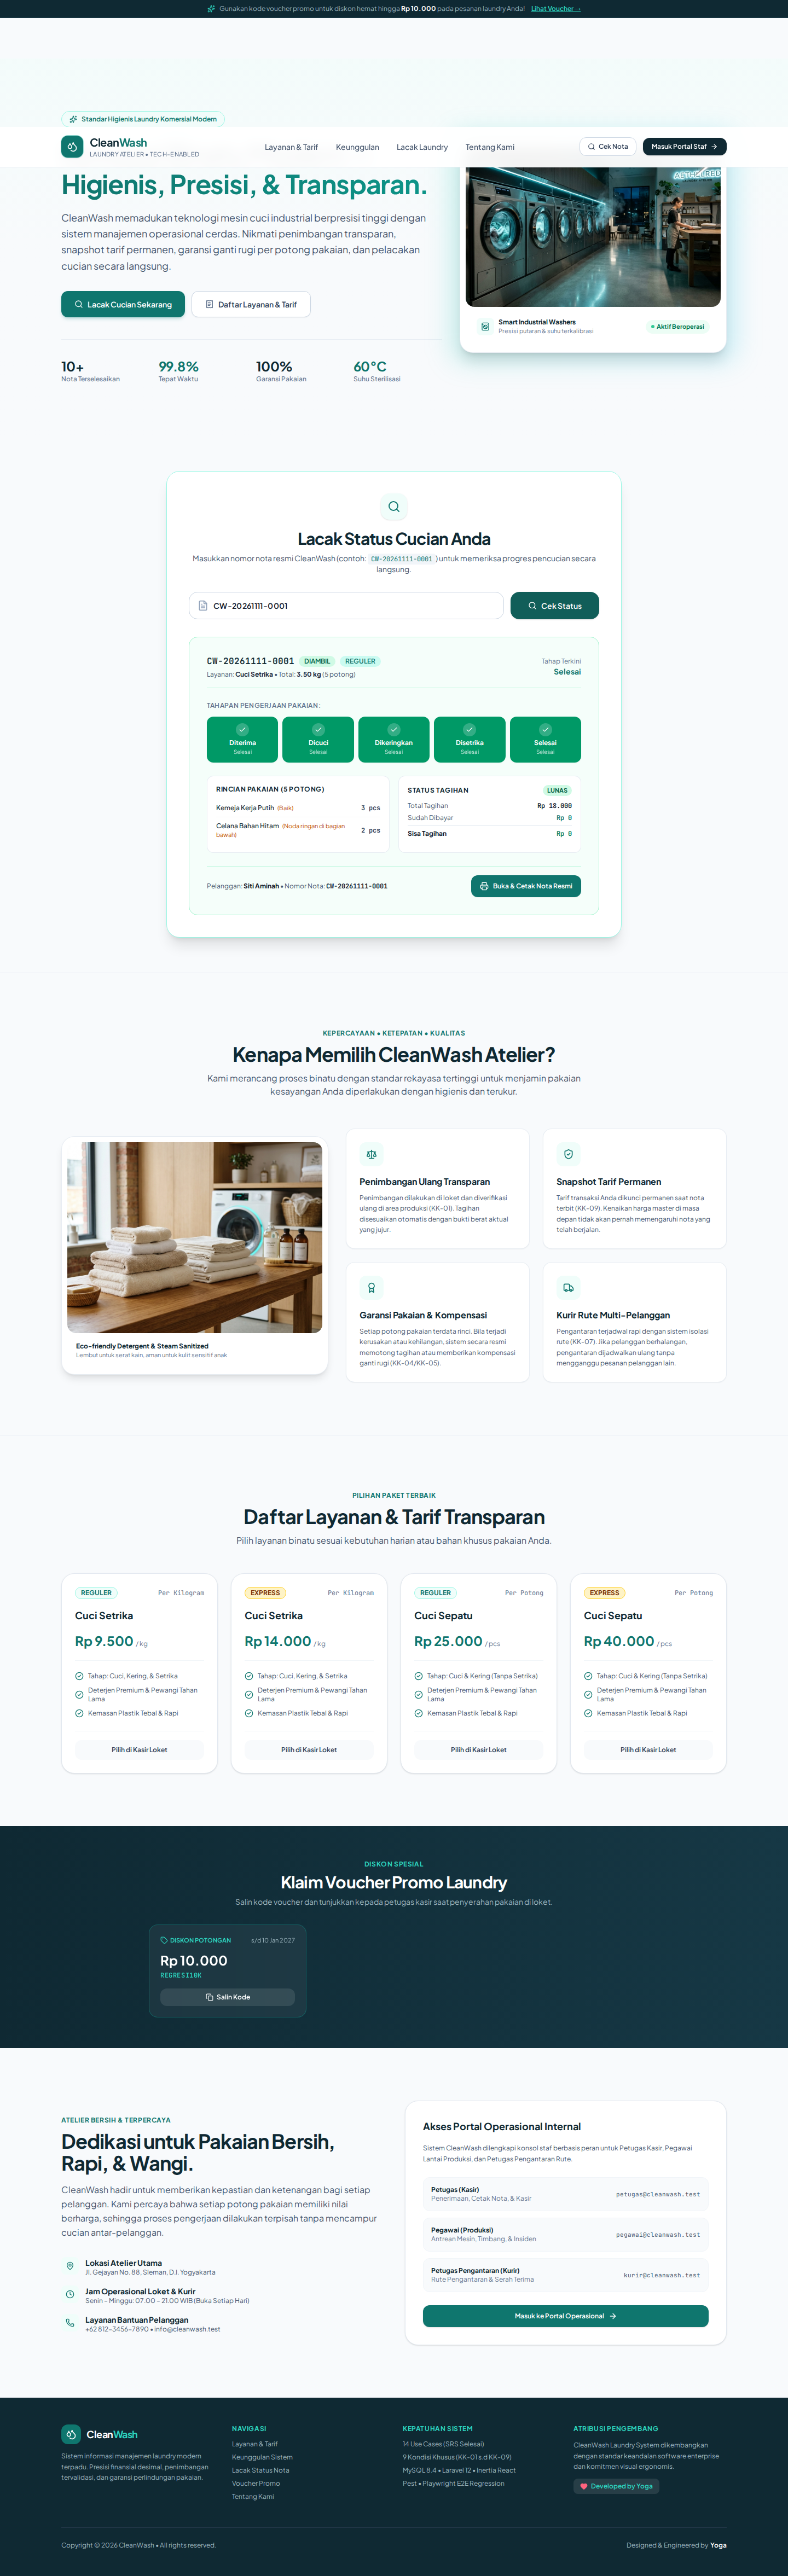 Gunakan kode voucher promo untuk diskon hemat hingga Rp 10.000 pada pesanan laundry Anda! Lihat Voucher →
Standar Higienis Laundry Komersial Modern
CleanWash
LAUNDRY ATELIER • TECH-ENABLED
Layanan & Tarif
Keunggulan
Lacak Laundry
Tentang Kami
Cek Nota
Masuk Portal Staf →
Higienis, Presisi, & Transparan.
CleanWash memadukan teknologi mesin cuci industrial berpresisi tinggi dengan
sistem manajemen operasional cerdas. Nikmati penimbangan transparan,
snapshot tarif permanen, garansi ganti rugi per potong pakaian, dan pelacakan
cucian secara langsung.
Lacak Cucian Sekarang
Daftar Layanan & Tarif
Smart Industrial Washers
Presisi putaran & suhu terkalibrasi
Aktif Beroperasi
10+
Nota Terselesaikan
99.8%
Tepat Waktu
100%
Garansi Pakaian
60°C
Suhu Sterilisasi
Lacak Status Cucian Anda
Masukkan nomor nota resmi CleanWash (contoh: CW-20261111-0001 ) untuk memeriksa progres pencucian secara
langsung.
CW-20261111-0001
Cek Status
CW-20261111-0001 DIAMBIL REGULER
Layanan: Cuci Setrika • Total: 3.50 kg (5 potong)
Tahap Terkini
Selesai
TAHAPAN PENGERJAAN PAKAIAN:
Diterima
Selesai
Dicuci
Selesai
Dikeringkan
Selesai
Disetrika
Selesai
Selesai
Selesai
RINCIAN PAKAIAN (5 POTONG)
Kemeja Kerja Putih (Baik) 3 pcs
Celana Bahan Hitam (Noda ringan di bagian
bawah) 2 pcs
STATUS TAGIHAN LUNAS
Total Tagihan Rp 18.000
Sudah Dibayar Rp 0
Sisa Tagihan Rp 0
Pelanggan: Siti Aminah • Nomor Nota: CW-20261111-0001
Buka & Cetak Nota Resmi
KEPERCAYAAN • KETEPATAN • KUALITAS
Kenapa Memilih CleanWash Atelier?
Kami merancang proses binatu dengan standar rekayasa tertinggi untuk menjamin pakaian
kesayangan Anda diperlakukan dengan higienis dan terukur.
Eco-friendly Detergent & Steam Sanitized
Lembut untuk serat kain, aman untuk kulit sensitif anak
Penimbangan Ulang Transparan
Penimbangan dilakukan di loket dan diverifikasi
ulang di area produksi (KK-01). Tagihan
disesuaikan otomatis dengan bukti berat aktual
yang jujur.
Snapshot Tarif Permanen
Tarif transaksi Anda dikunci permanen saat nota
terbit (KK-09). Kenaikan harga master di masa
depan tidak akan pernah memengaruhi nota yang
telah berjalan.
Garansi Pakaian & Kompensasi
Setiap potong pakaian terdata rinci. Bila terjadi
kerusakan atau kehilangan, sistem secara resmi
memotong tagihan atau memberikan kompensasi
ganti rugi (KK-04/KK-05).
Kurir Rute Multi-Pelanggan
Pengantaran terjadwal rapi dengan sistem isolasi
rute (KK-07). Jika pelanggan berhalangan,
pengantaran dijadwalkan ulang tanpa
mengganggu pesanan pelanggan lain.
PILIHAN PAKET TERBAIK
Daftar Layanan & Tarif Transparan
Pilih layanan binatu sesuai kebutuhan harian atau bahan khusus pakaian Anda.
REGULER Per Kilogram
Cuci Setrika
Rp 9.500 / kg
Tahap: Cuci, Kering, & Setrika
Deterjen Premium & Pewangi Tahan
Lama
Kemasan Plastik Tebal & Rapi
Pilih di Kasir Loket
EXPRESS Per Kilogram
Cuci Setrika
Rp 14.000 / kg
Tahap: Cuci, Kering, & Setrika
Deterjen Premium & Pewangi Tahan
Lama
Kemasan Plastik Tebal & Rapi
Pilih di Kasir Loket
REGULER Per Potong
Cuci Sepatu
Rp 25.000 / pcs
Tahap: Cuci & Kering (Tanpa Setrika)
Deterjen Premium & Pewangi Tahan
Lama
Kemasan Plastik Tebal & Rapi
Pilih di Kasir Loket
EXPRESS Per Potong
Cuci Sepatu
Rp 40.000 / pcs
Tahap: Cuci & Kering (Tanpa Setrika)
Deterjen Premium & Pewangi Tahan
Lama
Kemasan Plastik Tebal & Rapi
Pilih di Kasir Loket
DISKON SPESIAL
Klaim Voucher Promo Laundry
Salin kode voucher dan tunjukkan kepada petugas kasir saat penyerahan pakaian di loket.
DISKON POTONGAN s/d 10 Jan 2027
Rp 10.000
REGRESI10K
Salin Kode
ATELIER BERSIH & TERPERCAYA
Dedikasi untuk Pakaian Bersih,
Rapi, & Wangi.
CleanWash hadir untuk memberikan kepastian dan ketenangan bagi setiap
pelanggan. Kami percaya bahwa setiap potong pakaian memiliki nilai
berharga, sehingga proses pengerjaan dilakukan terpisah tanpa mencampur
cucian antar-pelanggan.
Lokasi Atelier Utama
Jl. Gejayan No. 88, Sleman, D.I. Yogyakarta
Jam Operasional Loket & Kurir
Senin – Minggu: 07.00 – 21.00 WIB (Buka Setiap Hari)
Layanan Bantuan Pelanggan
+62 812-3456-7890 • info@cleanwash.test
Akses Portal Operasional Internal
Sistem CleanWash dilengkapi konsol staf berbasis peran untuk Petugas Kasir, Pegawai
Lantai Produksi, dan Petugas Pengantaran Rute.
Petugas (Kasir)
Penerimaan, Cetak Nota, & Kasir
petugas@cleanwash.test
Pegawai (Produksi)
Antrean Mesin, Timbang, & Insiden
pegawai@cleanwash.test
Petugas Pengantaran (Kurir)
Rute Pengantaran & Serah Terima
kurir@cleanwash.test
Masuk ke Portal Operasional →
CleanWash
Sistem informasi manajemen laundry modern
terpadu. Presisi finansial desimal, penimbangan
tervalidasi, dan garansi perlindungan pakaian.
NAVIGASI
Layanan & Tarif
Keunggulan Sistem
Lacak Status Nota
Voucher Promo
Tentang Kami
KEPATUHAN SISTEM
14 Use Cases (SRS Selesai)
9 Kondisi Khusus (KK-01 s.d KK-09)
MySQL 8.4 • Laravel 12 • Inertia React
Pest • Playwright E2E Regression
ATRIBUSI PENGEMBANG
CleanWash Laundry System dikembangkan
dengan standar keandalan software enterprise
dan komitmen visual ergonomis.
Developed by Yoga
Copyright © 2026 CleanWash • All rights reserved.
Designed & Engineered by Yoga